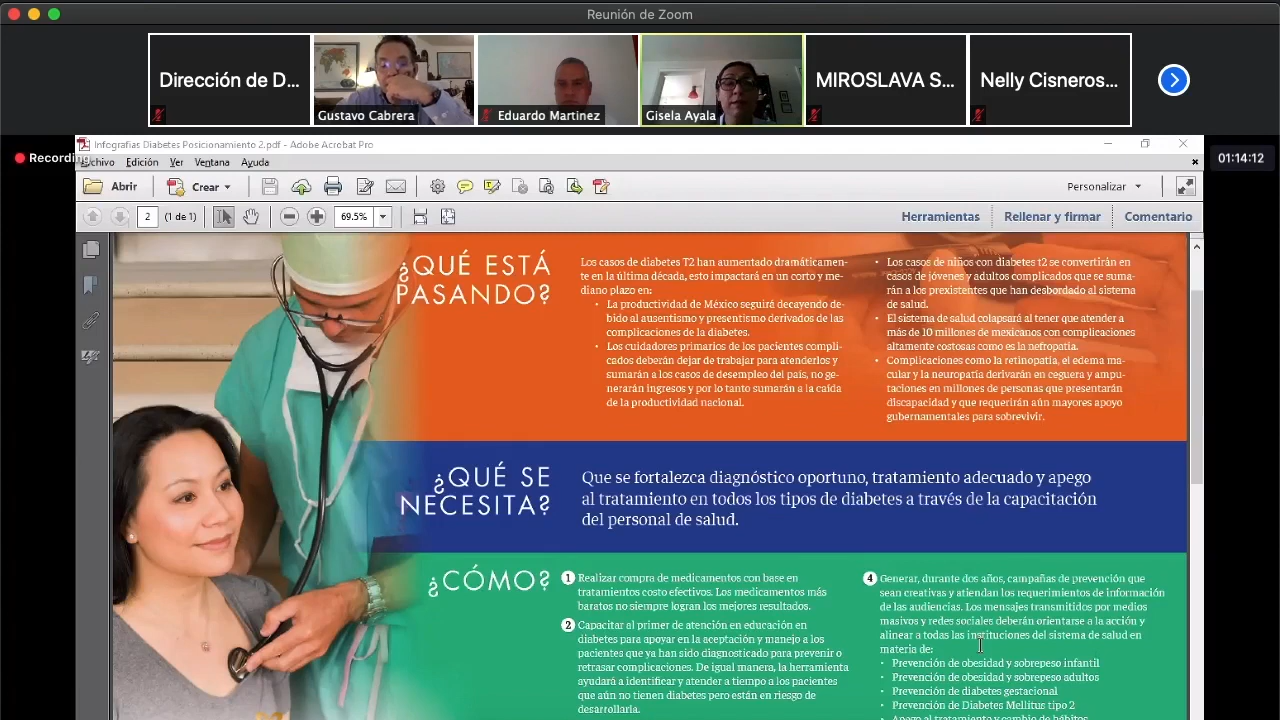 Reunión de Zoom
Dirección de D...
Gustavo Cabrera
Eduardo Martinez
Gisela Ayala
MIROSLAVA S...
Nelly Cisneros...
Recording
01:14:12
Infografias Diabetes Posicionamiento 2.pdf - Adobe Acrobat Pro
Archivo Edición Ver Ventana Ayuda
Abrir Crear Personalizar
2 (1 de 1) 69.5% Herramientas Rellenar y firmar Comentario
¿QUÉ ESTÁ
PASANDO?
Los casos de diabetes T2 han aumentado dramáticamen-
te en la última década, esto impactará en un corto y me-
diano plazo en:
• La productividad de México seguirá decayendo de-
bido al ausentismo y presentismo derivados de las
complicaciones de la diabetes.
• Los cuidadores primarios de los pacientes compli-
cados deberán dejar de trabajar para atenderlos y
sumarán a los casos de desempleo del país, no ge-
nerarán ingresos y por lo tanto sumarán a la caída
de la productividad nacional.
• Los casos de niños con diabetes t2 se convertirán en
casos de jóvenes y adultos complicados que se suma-
rán a los prexistentes que han desbordado al sistema
de salud.
• El sistema de salud colapsará al tener que atender a
más de 10 millones de mexicanos con complicaciones
altamente costosas como es la nefropatía.
• Complicaciones como la retinopatía, el edema ma-
cular y la neuropatía derivarán en ceguera y ampu-
taciones en millones de personas que presentarán
discapacidad y que requerirán aún mayores apoyo
gubernamentales para sobrevivir.
¿QUÉ SE
NECESITA?
Que se fortalezca diagnóstico oportuno, tratamiento adecuado y apego
al tratamiento en todos los tipos de diabetes a través de la capacitación
del personal de salud.
¿CÓMO?
1 Realizar compra de medicamentos con base en
tratamientos costo efectivos. Los medicamentos más
baratos no siempre logran los mejores resultados.
2 Capacitar al primer de atención en educación en
diabetes para apoyar en la aceptación y manejo a los
pacientes que ya han sido diagnosticado para prevenir o
retrasar complicaciones. De igual manera, la herramienta
ayudará a identificar y atender a tiempo a los pacientes
que aún no tienen diabetes pero están en riesgo de
desarrollarla.
4 Generar, durante dos años, campañas de prevención que
sean creativas y atiendan los requerimientos de información
de las audiencias. Los mensajes transmitidos por medios
masivos y redes sociales deberán orientarse a la acción y
alinear a todas las instituciones del sistema de salud en
materia de:
• Prevención de obesidad y sobrepeso infantil
• Prevención de obesidad y sobrepeso adultos
• Prevención de diabetes gestacional
• Prevención de Diabetes Mellitus tipo 2
• Apego al tratamiento y cambio de hábitos